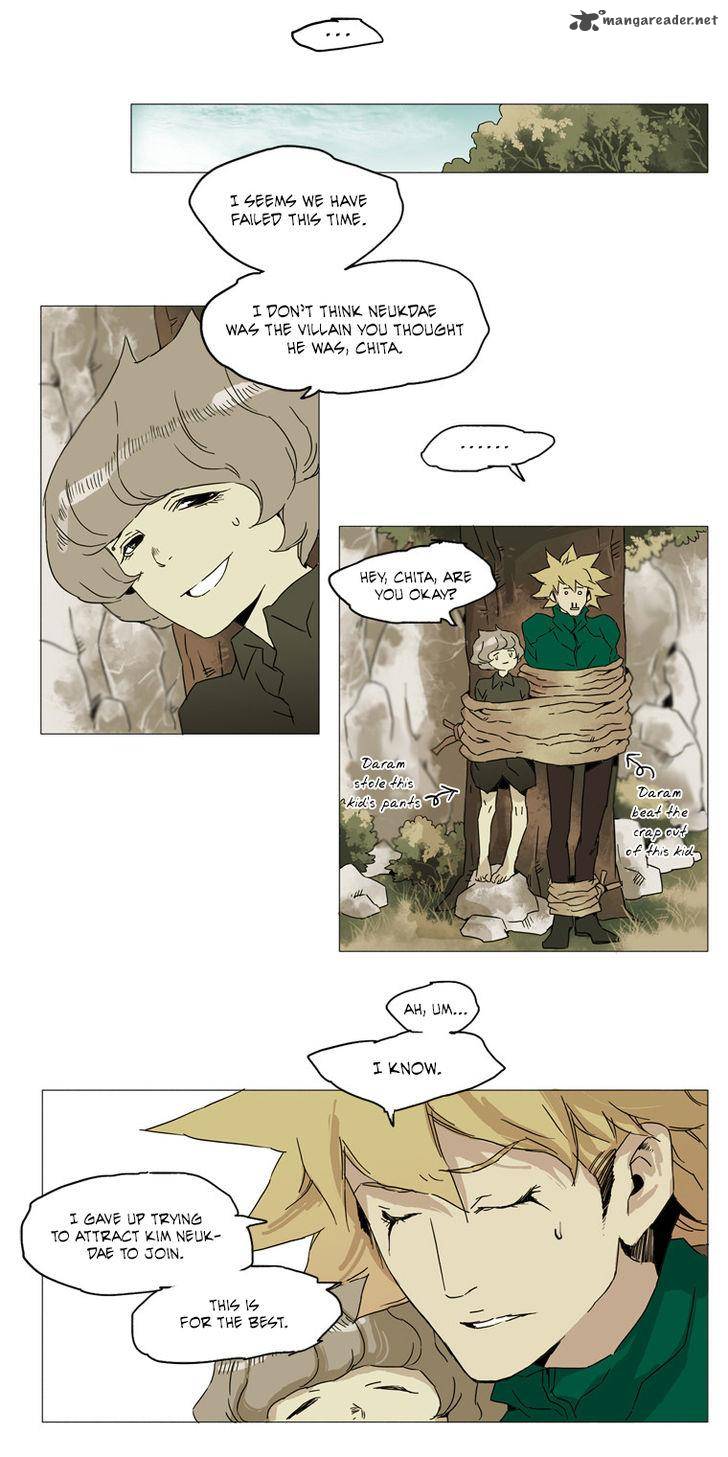 mangareader.net
...
I SEEMS WE HAVE
FAILED THIS TIME.
I DON'T THINK NEUKDAE
WAS THE VILLAIN YOU THOUGHT
HE WAS, CHITA.
......
HEY, CHITA, ARE
YOU OKAY?
Daram
stole this
kid's pants
Daram
beat the
crap out
of this kid
AH, UM...
I KNOW.
I GAVE UP TRYING
TO ATTRACT KIM NEUK-
DAE TO JOIN.
THIS IS
FOR THE BEST.